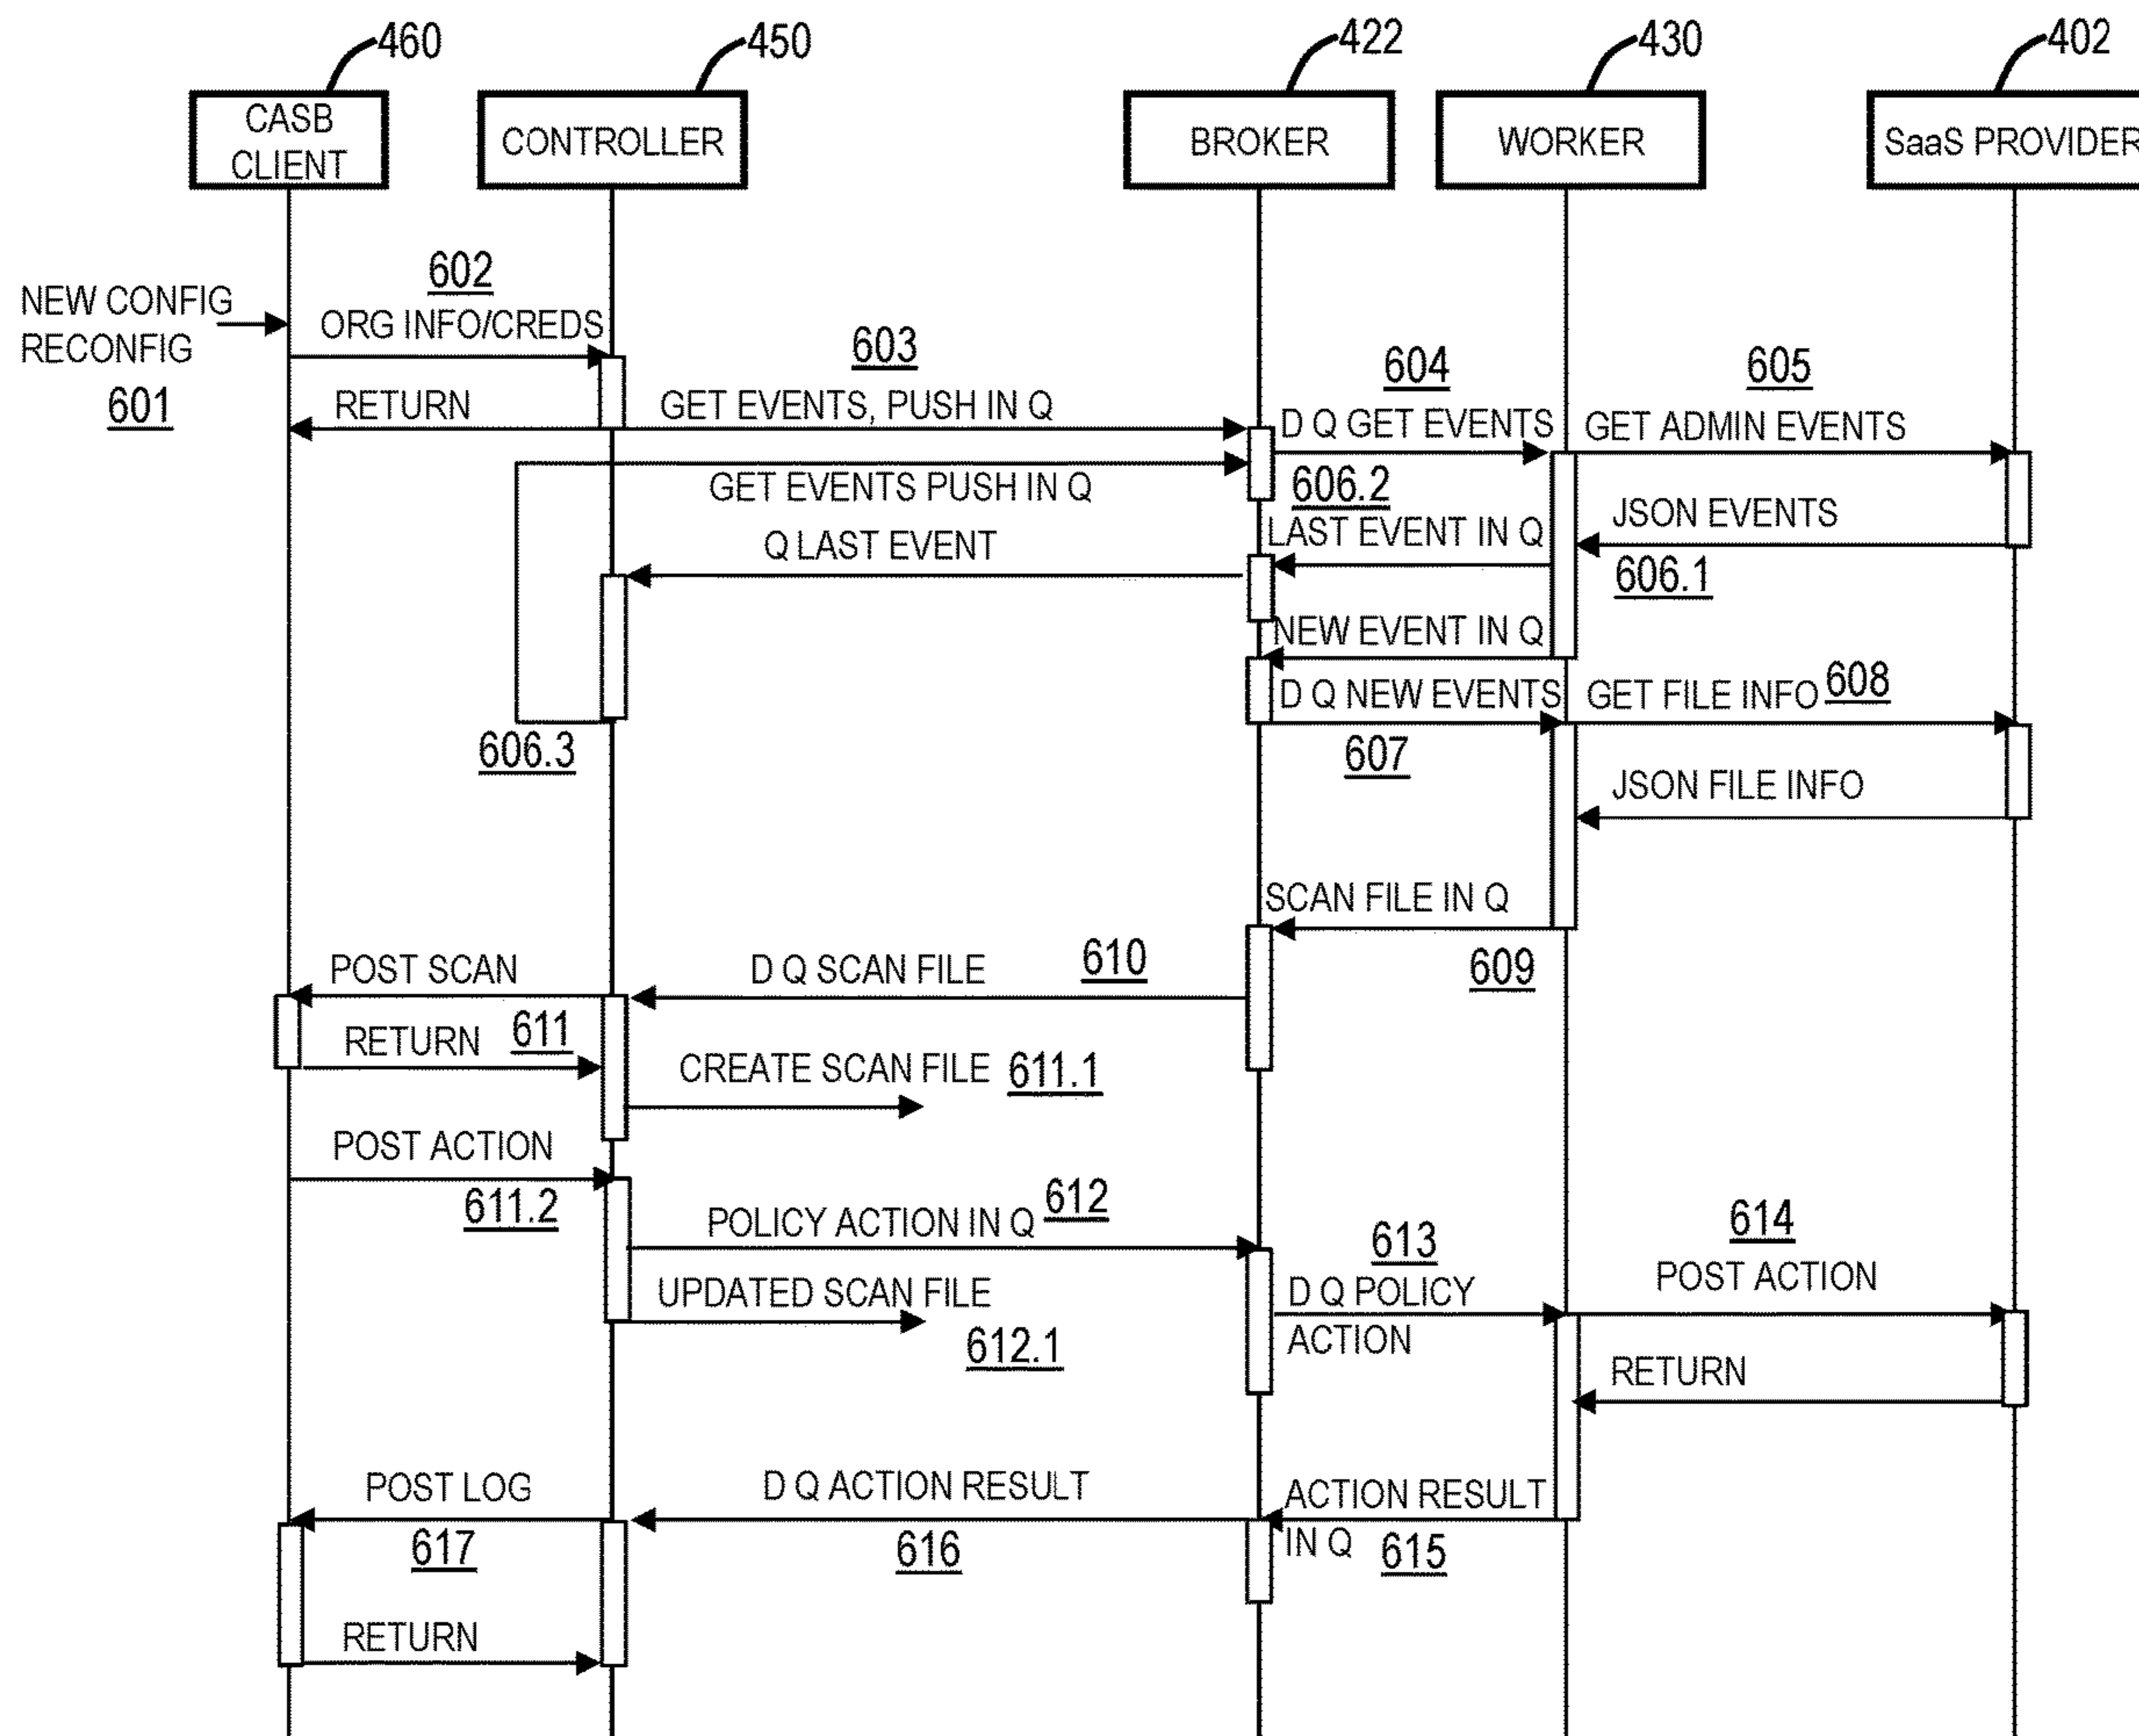 460
450
422
430
402
CASB
CLIENT
CONTROLLER
BROKER
WORKER
SaaS PROVIDER
602
NEW CONFIG
RECONFIG
601
ORG INFO/CREDS
603
604
605
RETURN
GET EVENTS, PUSH IN Q
D Q GET EVENTS
GET ADMIN EVENTS
GET EVENTS PUSH IN Q
606.2
JSON EVENTS
Q LAST EVENT
LAST EVENT IN Q
606.1
NEW EVENT IN Q
D Q NEW EVENTS
GET FILE INFO 608
606.3
607
JSON FILE INFO
SCAN FILE IN Q
609
POST SCAN
D Q SCAN FILE
610
RETURN
611
CREATE SCAN FILE
611.1
POST ACTION
611.2
POLICY ACTION IN Q
612
613
614
UPDATED SCAN FILE
612.1
D Q POLICY
ACTION
POST ACTION
RETURN
POST LOG
617
D Q ACTION RESULT
616
ACTION RESULT
IN Q
615
RETURN